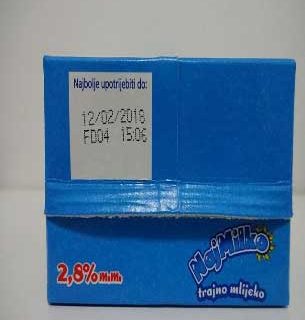 Najbolje upotrijebiti do:
12/02/2018
FD04 15:06
2,8%m.m.
NajMilko
trajno mlijeko